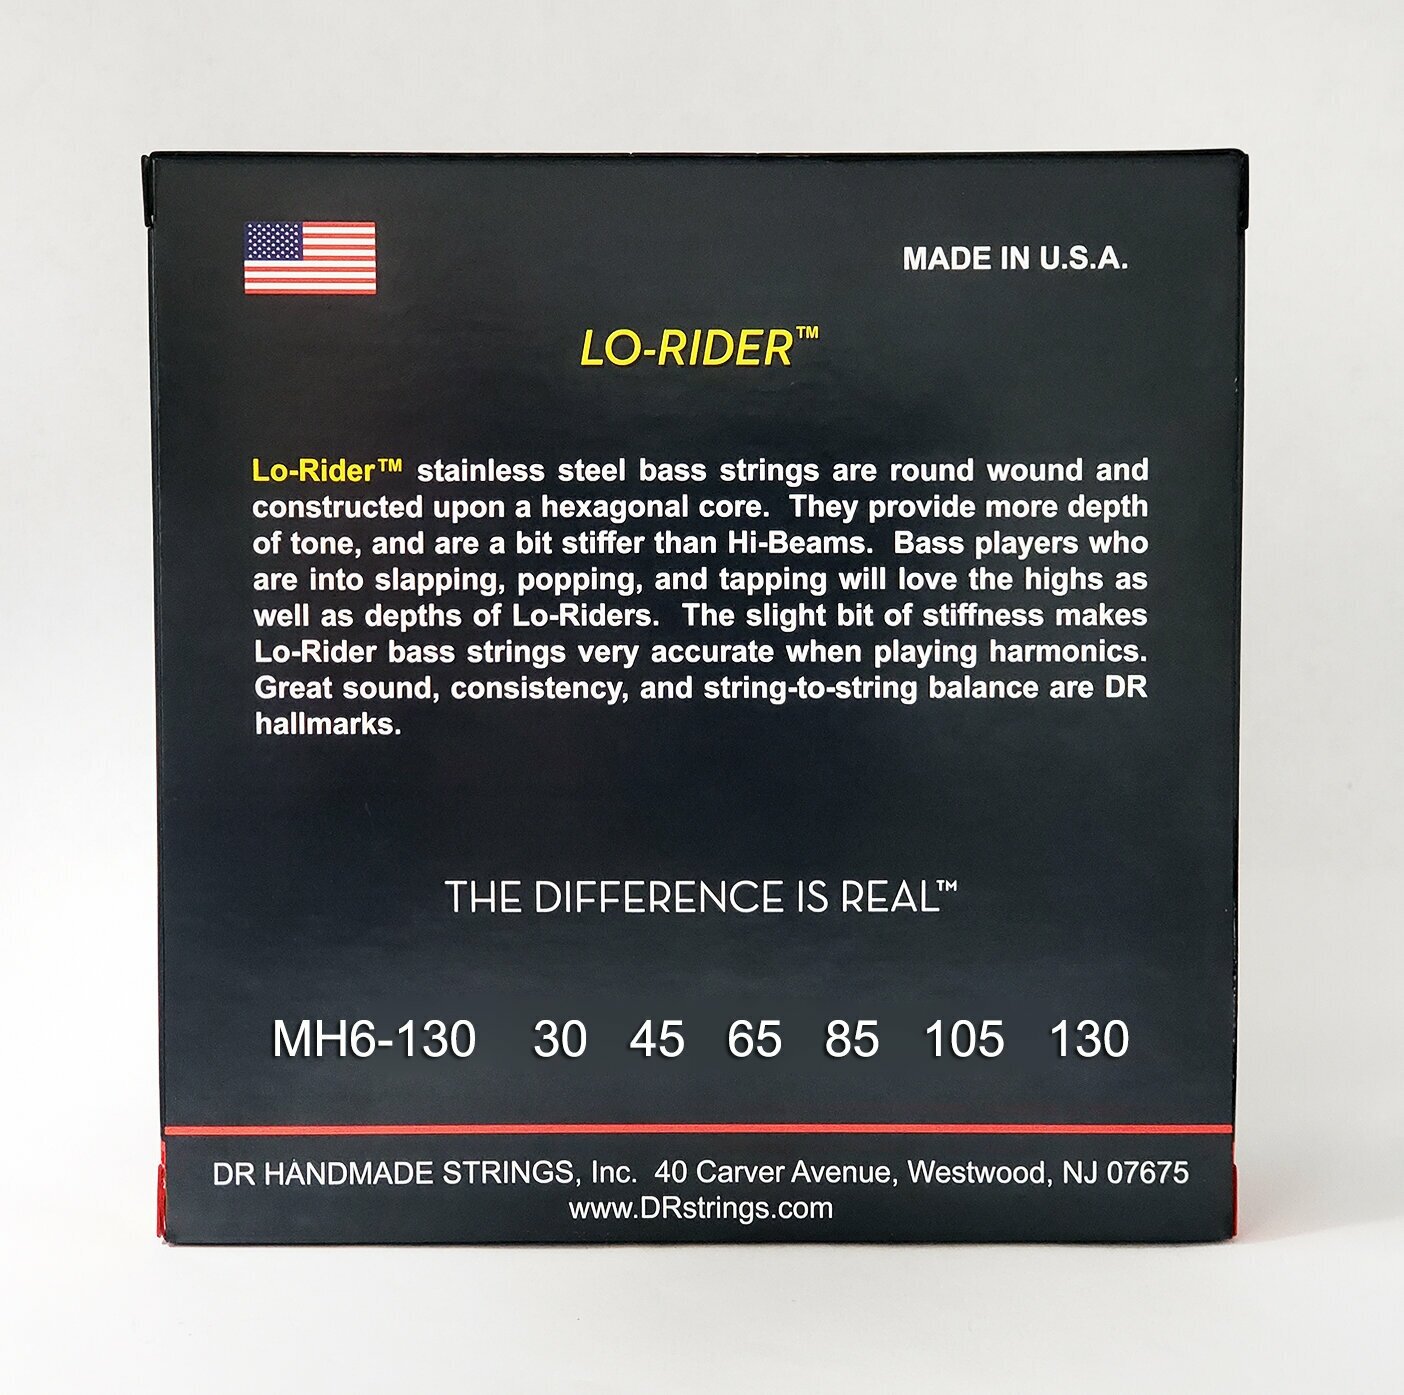 MADE IN U.S.A.
LO-RIDER™
Lo-Rider™ stainless steel bass strings are round wound and
constructed upon a hexagonal core.  They provide more depth
of tone, and are a bit stiffer than Hi-Beams.  Bass players who
are into slapping, popping, and tapping will love the highs as
well as depths of Lo-Riders.  The slight bit of stiffness makes
Lo-Rider bass strings very accurate when playing harmonics.
Great sound, consistency, and string-to-string balance are DR
hallmarks.
THE DIFFERENCE IS REAL™
MH6-130 30 45 65 85 105 130
DR HANDMADE STRINGS, Inc.  40 Carver Avenue, Westwood, NJ 07675
www.DRstrings.com